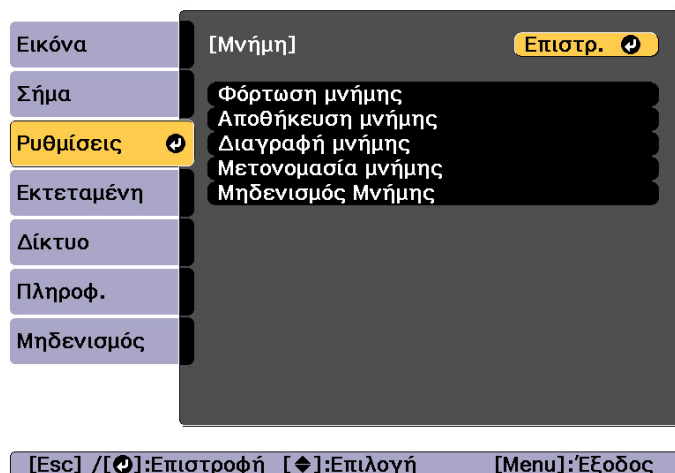 Εικόνα
Σήμα
Ρυθμίσεις
Εκτεταμένη
Δίκτυο
Πληροφ.
Μηδενισμός
[Μνήμη] Επιστρ.
Φόρτωση μνήμης
Αποθήκευση μνήμης
Διαγραφή μνήμης
Μετονομασία μνήμης
Μηδενισμός Μνήμης
[Esc] /[]:Επιστροφή []:Επιλογή [Menu]:Έξοδος